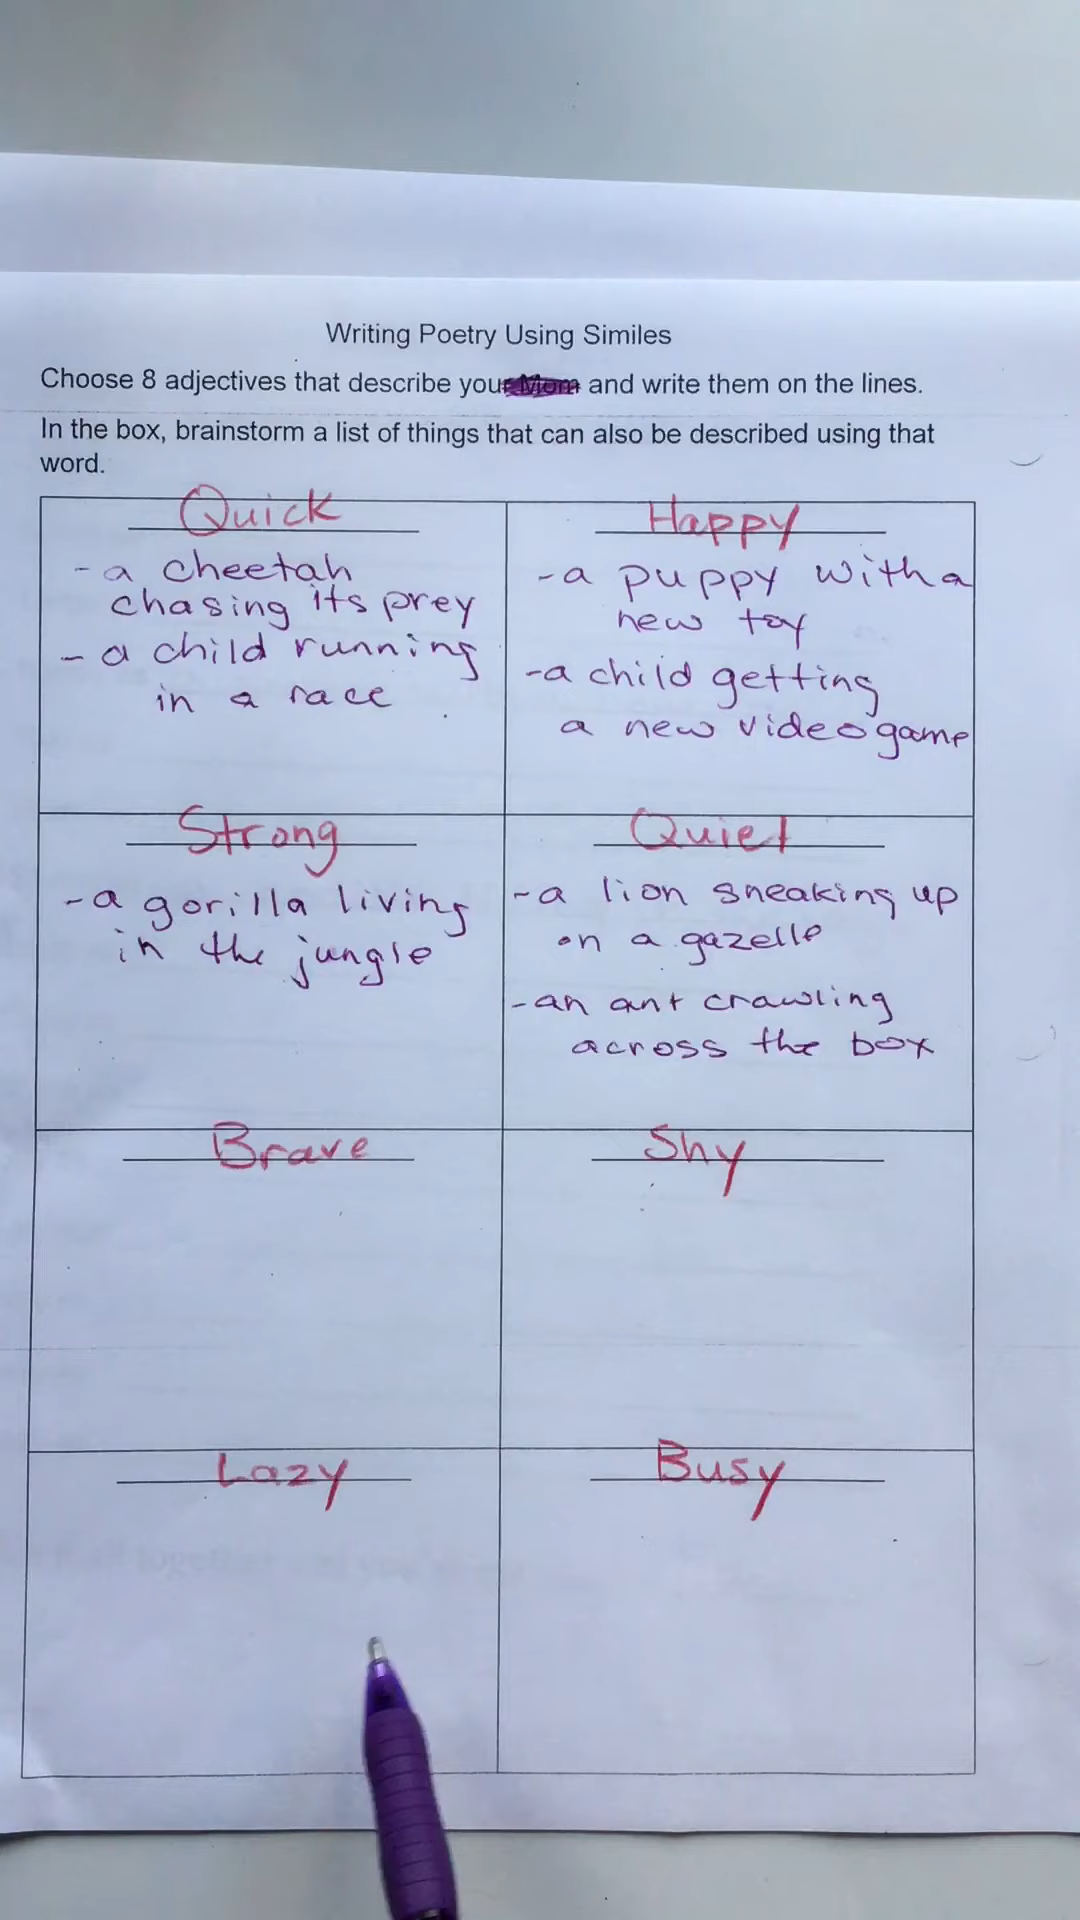 Writing Poetry Using Similes
Choose 8 adjectives that describe your Mom and write them on the lines.
In the box, brainstorm a list of things that can also be described using that
word.
Quick
- a cheetah
chasing its prey
- a child running
in a race
Happy
- a puppy with a
new toy
- a child getting
a new videogame
Strong
- a gorilla living
in the jungle
Quiet
- a lion sneaking up
on a gazelle
- an ant crawling
across the box
Brave
Shy
Lazy
Busy